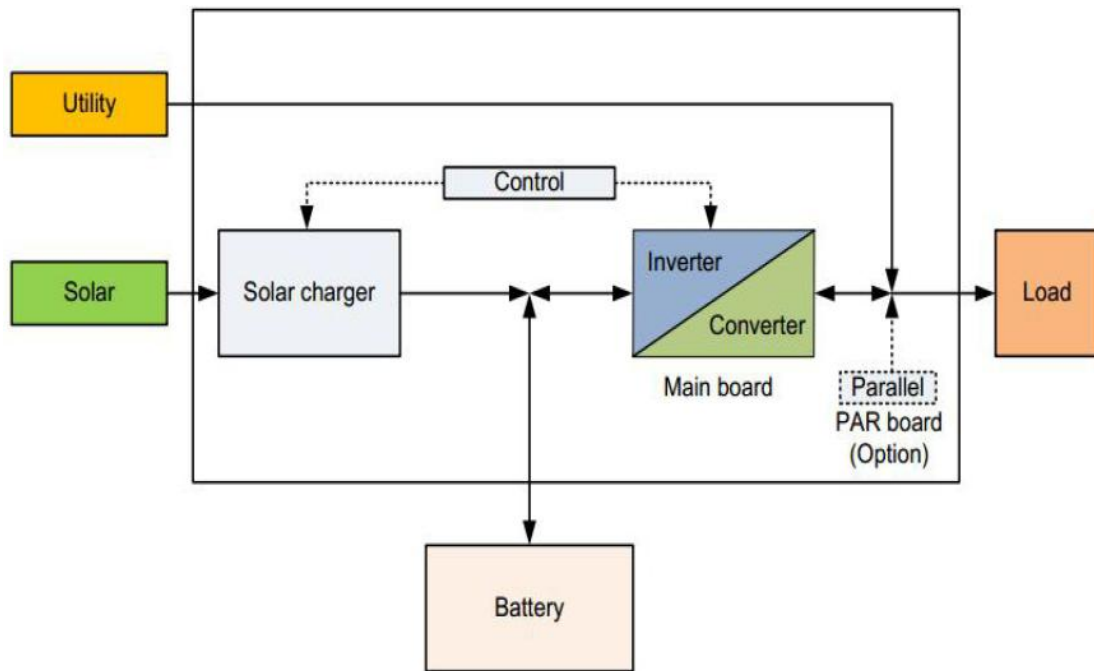 Utility
Control
Solar
Solar charger
Inverter
Converter
Load
Main board
Parallel
PAR board
(Option)
Battery